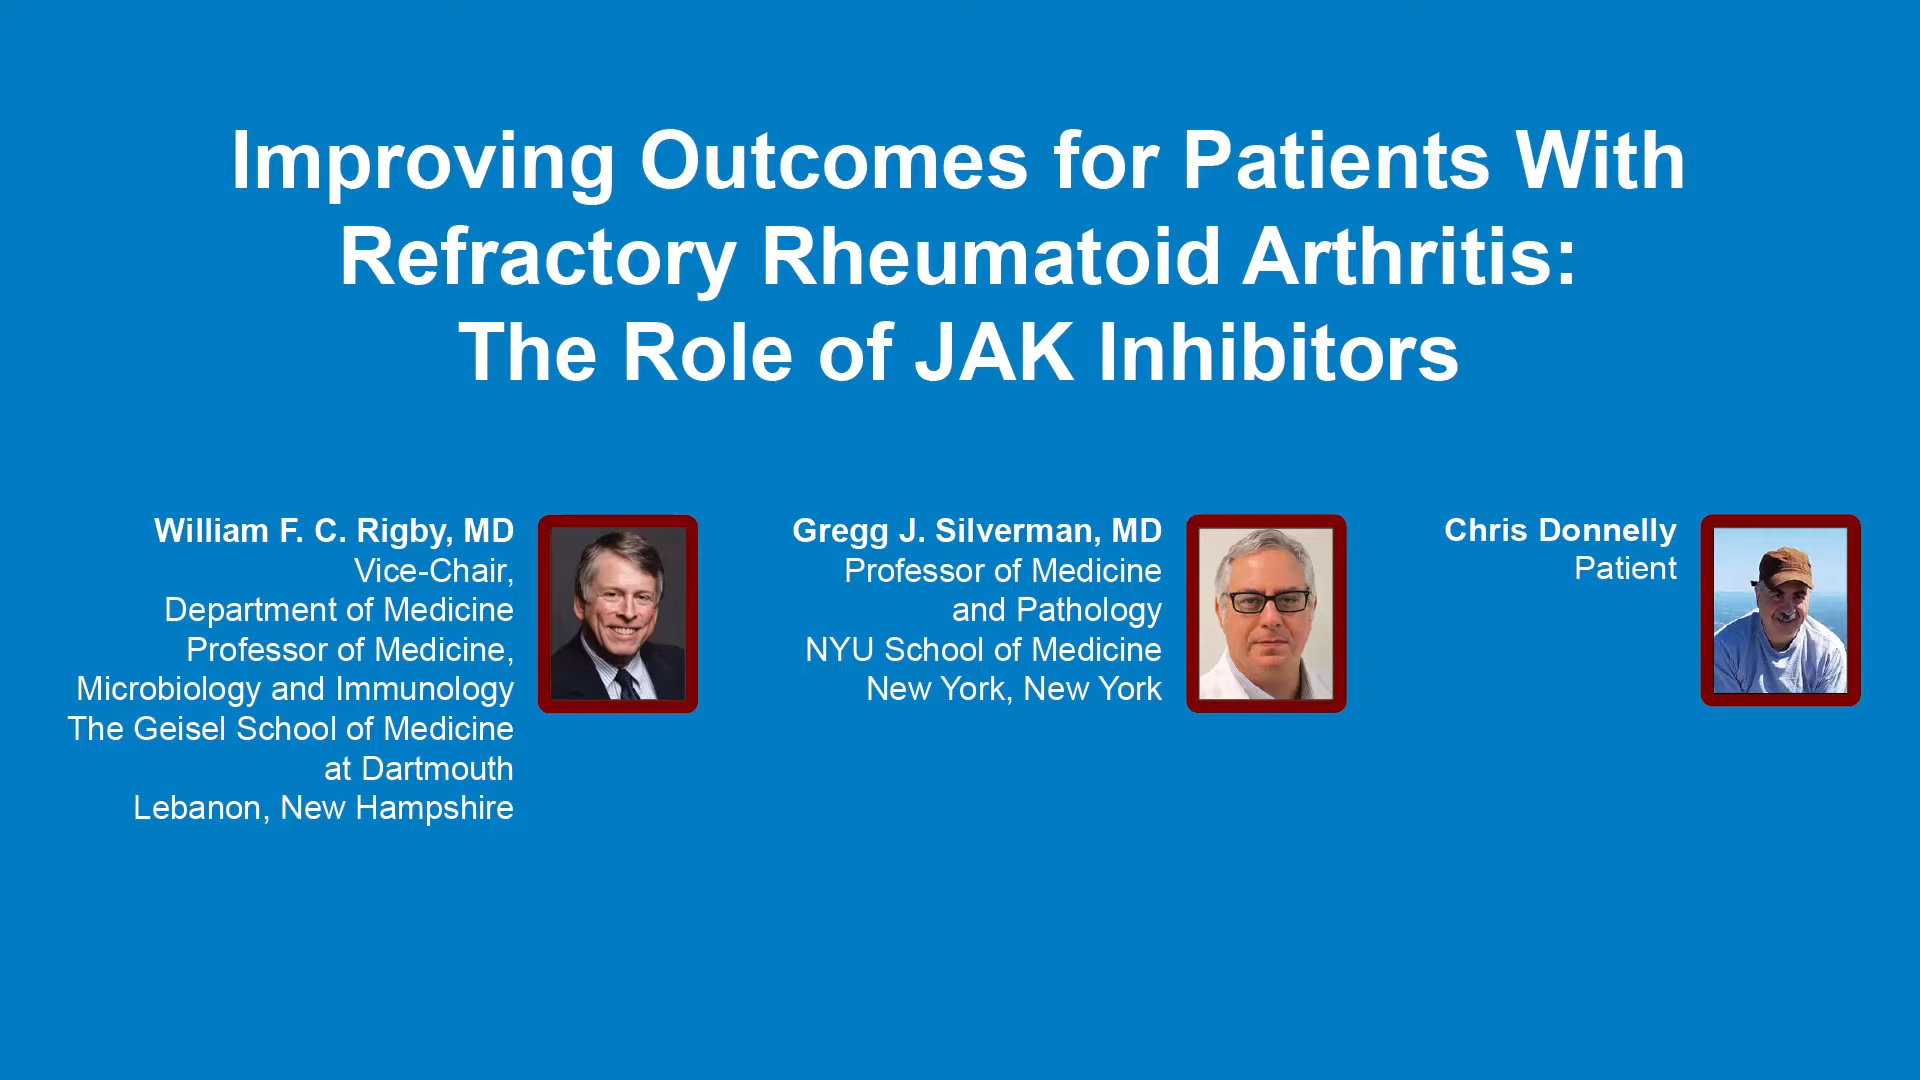 Improving Outcomes for Patients With
Refractory Rheumatoid Arthritis:
The Role of JAK Inhibitors
William F. C. Rigby, MD
Vice-Chair,
Department of Medicine
Professor of Medicine,
Microbiology and Immunology
The Geisel School of Medicine
at Dartmouth
Lebanon, New Hampshire
Gregg J. Silverman, MD
Professor of Medicine
and Pathology
NYU School of Medicine
New York, New York
Chris Donnelly
Patient